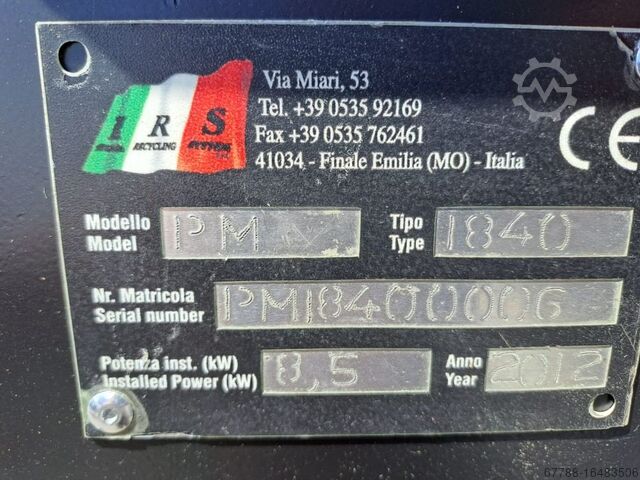 I R S
RECYCLING SYSTEM
Via Miari, 53
Tel. +39 0535 92169
Fax +39 0535 762461
41034 - Finale Emilia (MO) - Italia
CE
Modello
Model
PM
Tipo
Type
1840
Nr. Matricola
Serial number
PM18400006
Potenza inst. (kW)
Installed Power (kW)
8,5
Anno
Year
2012
67788-16483506